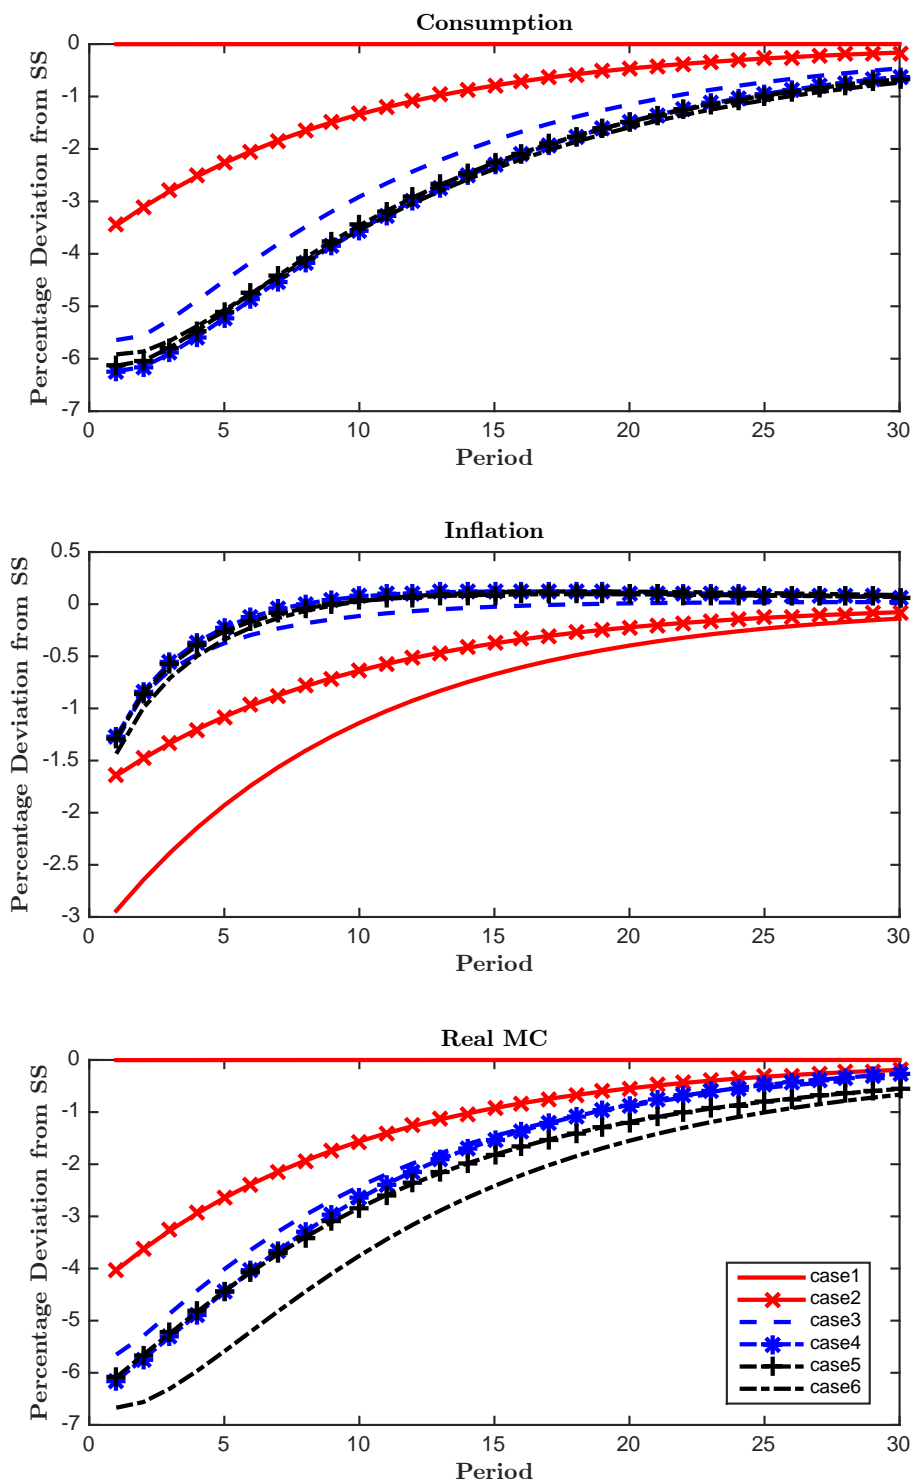 Consumption
Percentage Deviation from SS
0
-1
-2
-3
-4
-5
-6
-7
0 5 10 15 20 25 30
Period
Inflation
Percentage Deviation from SS
0.5
0
-0.5
-1
-1.5
-2
-2.5
-3
0 5 10 15 20 25 30
Period
Real MC
Percentage Deviation from SS
0
-1
-2
-3
-4
-5
-6
-7
case1
case2
case3
case4
case5
case6
0 5 10 15 20 25 30
Period